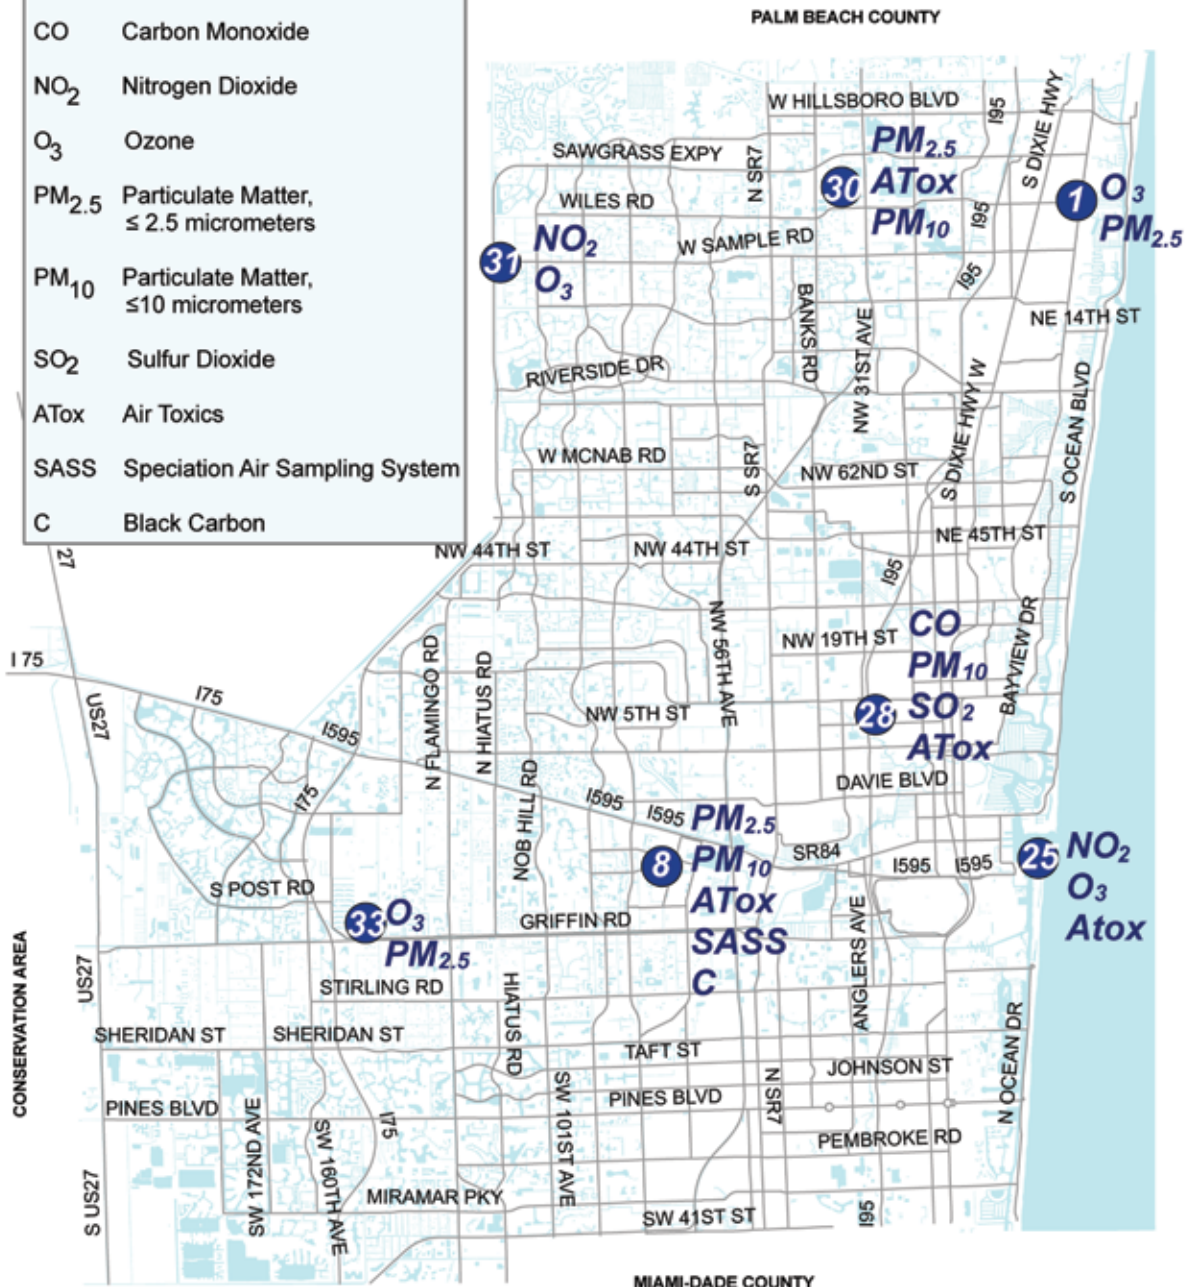 CO Carbon Monoxide
NO2 Nitrogen Dioxide
O3 Ozone
PM2.5 Particulate Matter,
≤ 2.5 micrometers
PM10 Particulate Matter,
≤10 micrometers
SO2 Sulfur Dioxide
ATox Air Toxics
SASS Speciation Air Sampling System
C Black Carbon
PALM BEACH COUNTY
W HILLSBORO BLVD
I95
S DIXIE HWY
SAWGRASS EXPY
N SR7
PM2.5
30 ATox
PM10
1 O3
PM2.5
WILES RD
I95
W SAMPLE RD
31 NO2
O3
I95
BANKS RD
NW 31ST AVE
NE 14TH ST
RIVERSIDE DR
S DIXIE HWY W
S OCEAN BLVD
W MCNAB RD
S SR7
NW 62ND ST
NE 45TH ST
NW 44TH ST
NW 44TH ST
27
I95
NW 56TH AVE
NW 19TH ST
BAYVIEW DR
CO
PM10
28 SO2
ATox
I 75
US27
I75
I595
N FLAMINGO RD
N HIATUS RD
NW 5TH ST
I75
NOB HILL RD
DAVIE BLVD
I595
I595
PM2.5
8 PM10
ATox
SASS
C
SR84
I595
I595
25 NO2
O3
Atox
S POST RD
33 O3
PM2.5
GRIFFIN RD
ANGLERS AVE
CONSERVATION AREA
US27
STIRLING RD
HIATUS RD
N OCEAN DR
SHERIDAN ST
SHERIDAN ST
TAFT ST
JOHNSON ST
PINES BLVD
SW 172ND AVE
SW 160TH AVE
I75
SW 101ST AVE
PINES BLVD
N SR7
PEMBROKE RD
S US27
MIRAMAR PKY
SW 41ST ST
I95
MIAMI-DADE COUNTY